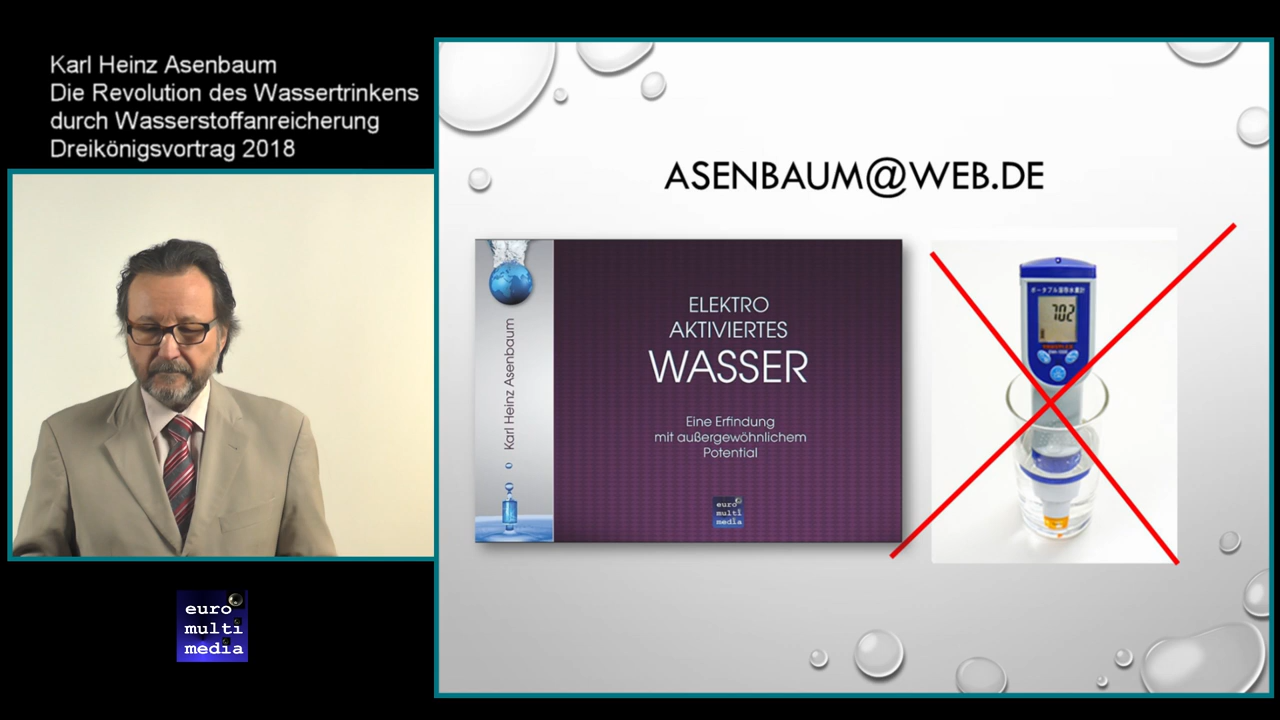 Karl Heinz Asenbaum
Die Revolution des Wassertrinkens
durch Wasserstoffanreicherung
Dreikönigsvortrag 2018
euro
multi
media
ASENBAUM@WEB.DE
Karl Heinz Asenbaum
ELEKTRO
AKTIVIERTES
WASSER
Eine Erfindung
mit außergewöhnlichem
Potential
euro
multi
media
702